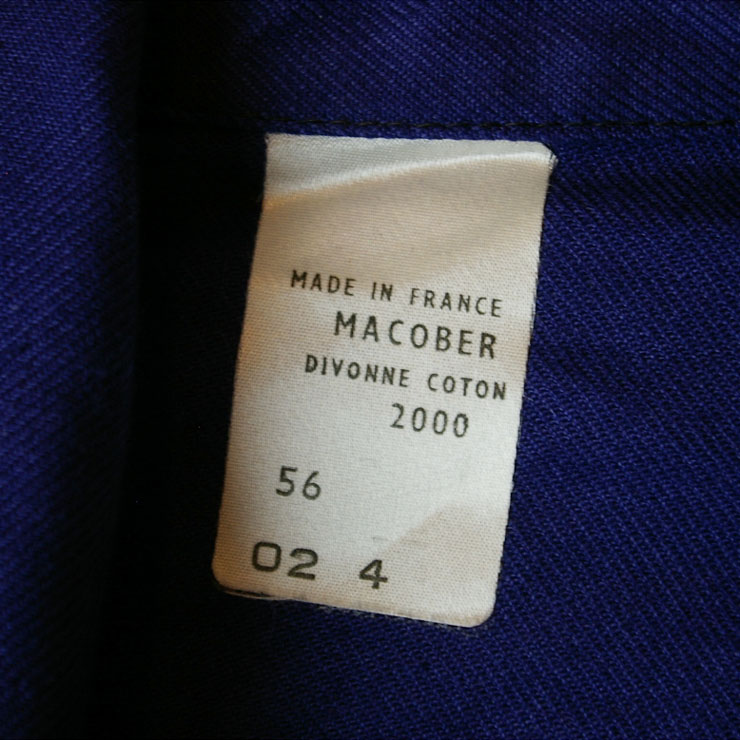 MADE IN FRANCE
MACOBER
DIVONNE COTON
2000
56
02 4